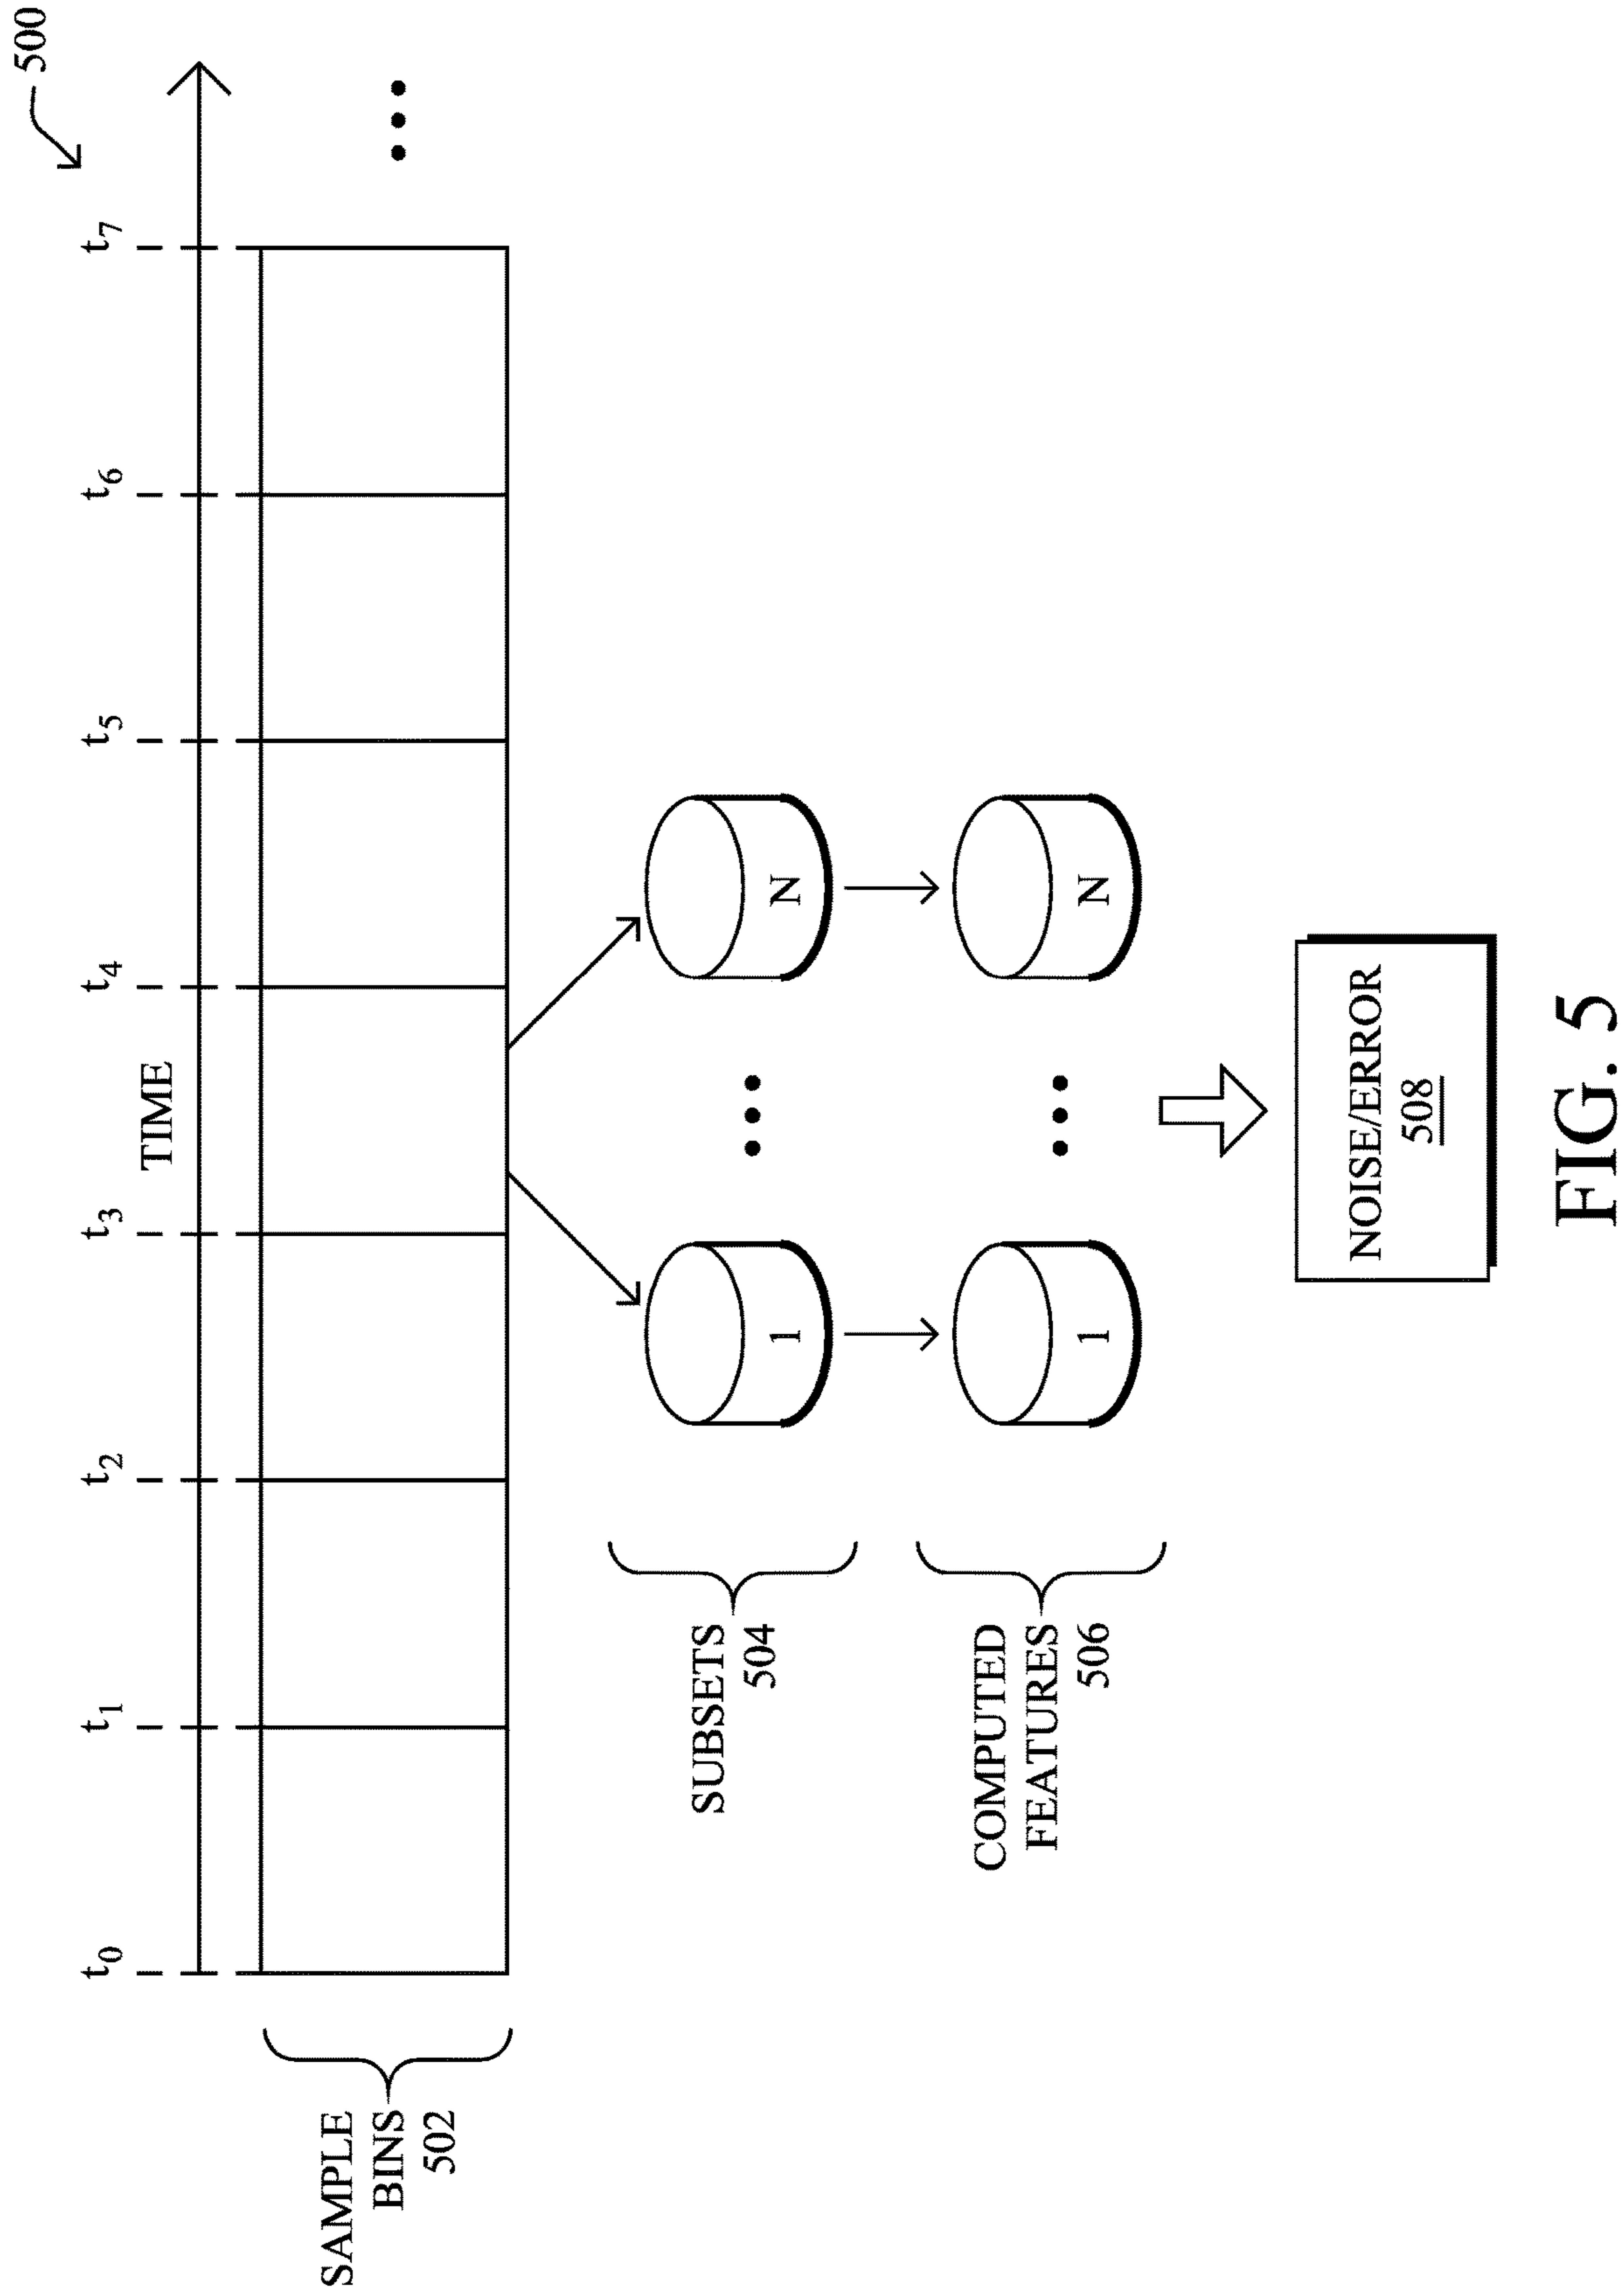 500
t0 t1 t2 t3 t4 t5 t6 t7
TIME
SAMPLE
BINS
502
SUBSETS
504
1 N
COMPUTED
FEATURES
506
1 N
NOISE/ERROR
508
FIG. 5